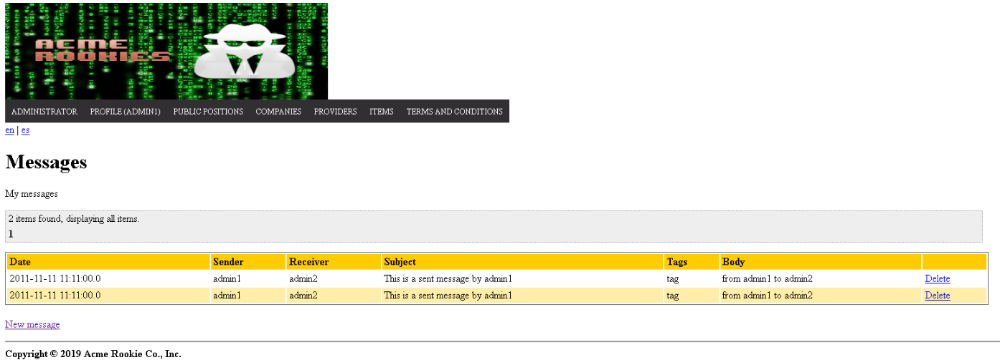 ACME
ROOKIES
ADMINISTRATOR PROFILE (ADMIN1) PUBLIC POSITIONS COMPANIES PROVIDERS ITEMS TERMS AND CONDITIONS
en | es
Messages
My messages
2 items found, displaying all items.
1
Date Sender Receiver Subject Tags Body
2011-11-11 11:11:00.0 admin1 admin2 This is a sent message by admin1 tag from admin1 to admin2 Delete
2011-11-11 11:11:00.0 admin1 admin2 This is a sent message by admin1 tag from admin1 to admin2 Delete
New message
Copyright © 2019 Acme Rookie Co., Inc.